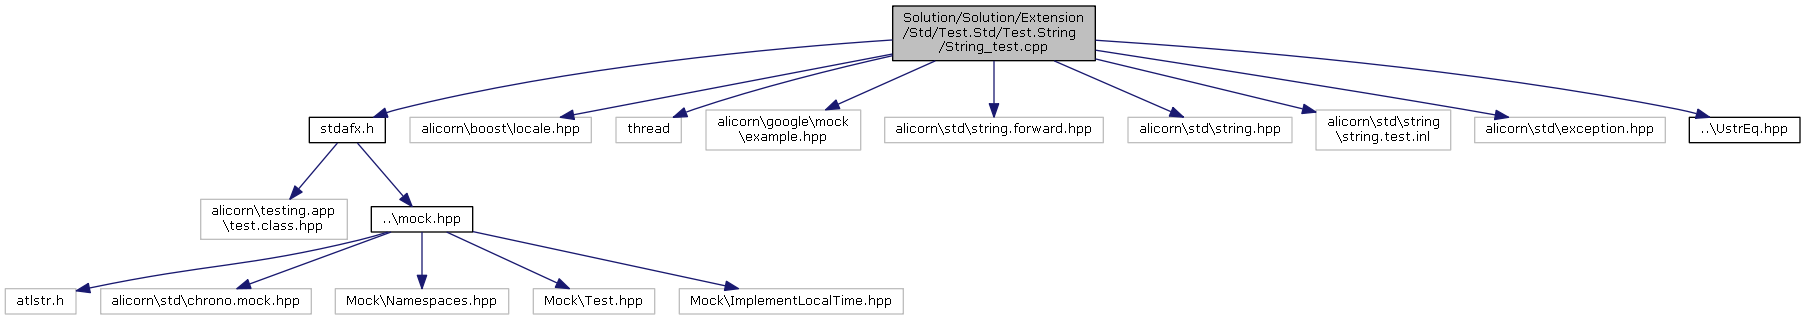 Solution/Solution/Extension
/Std/Test.Std/Test.String
/String_test.cpp
stdafx.h
alicorn\boost\locale.hpp
thread
alicorn\google\mock
\example.hpp
alicorn\std\string.forward.hpp
alicorn\std\string.hpp
alicorn\std\string
\string.test.inl
alicorn\std\exception.hpp
..\UstrEq.hpp
alicorn\testing.app
\test.class.hpp
..\mock.hpp
atlstr.h
alicorn\std\chrono.mock.hpp
Mock\Namespaces.hpp
Mock\Test.hpp
Mock\ImplementLocalTime.hpp